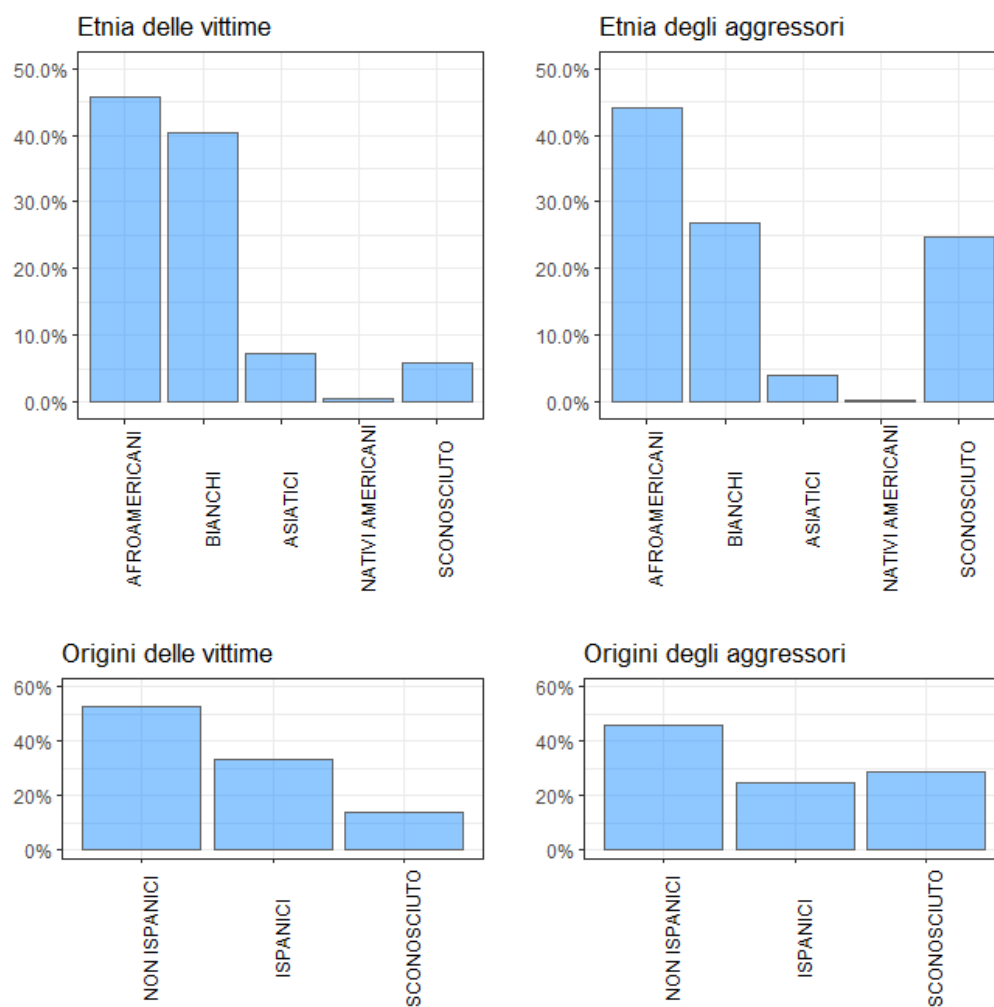 Etnia delle vittime
50.0%
40.0%
30.0%
20.0%
10.0%
0.0%
AFROAMERICANI
BIANCHI
ASIATICI
NATIVI AMERICANI
SCONOSCIUTO
Etnia degli aggressori
50.0%
40.0%
30.0%
20.0%
10.0%
0.0%
AFROAMERICANI
BIANCHI
ASIATICI
NATIVI AMERICANI
SCONOSCIUTO
Origini delle vittime
60%
40%
20%
0%
NON ISPANICI
ISPANICI
SCONOSCIUTO
Origini degli aggressori
60%
40%
20%
0%
NON ISPANICI
ISPANICI
SCONOSCIUTO